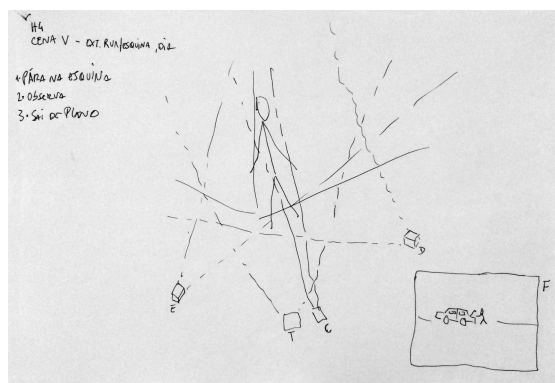 H4
CENA V - EXT. RUA/ESQUINA, DIA
1. PÁRA NA ESQUINA
2. OBSERVA
3. SAI DE PLANO
E
T
G
D
F